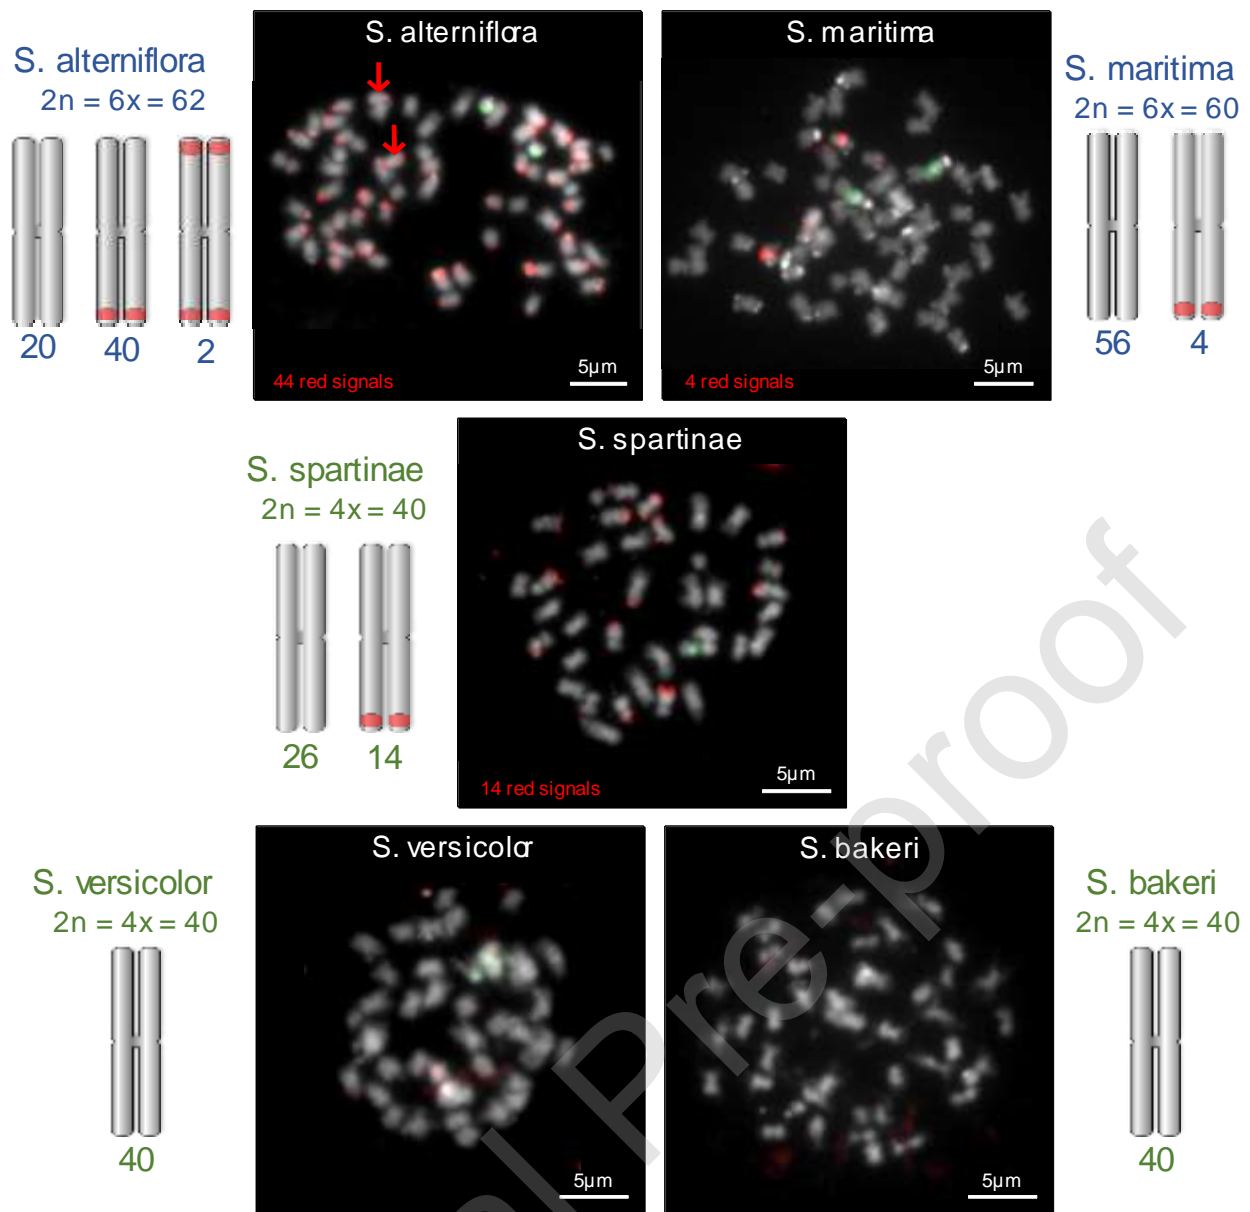 S. alterniflora
2n = 6x = 62
20
40
2
S. alterniflora
44 red signals
5µm
S. maritima
4 red signals
5µm
S. maritima
2n = 6x = 60
56
4
S. spartinae
2n = 4x = 40
26
14
S. spartinae
14 red signals
5µm
S. versicolor
2n = 4x = 40
40
S. versicolor
5µm
S. bakeri
5µm
S. bakeri
2n = 4x = 40
40
al Pre-proof